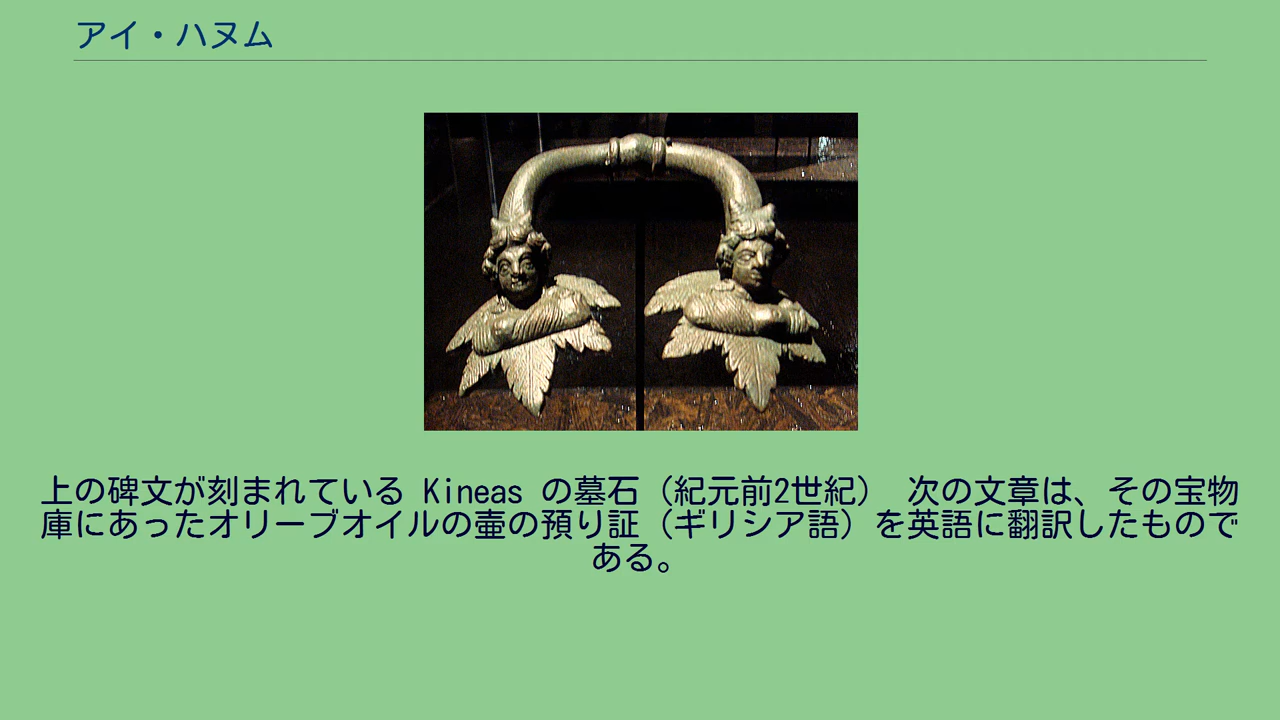 アイ・ハヌム
上の碑文が刻まれている Kineas の墓石（紀元前2世紀） 次の文章は、その宝物
庫にあったオリーブオイルの壷の預り証（ギリシア語）を英語に翻訳したもので
ある。